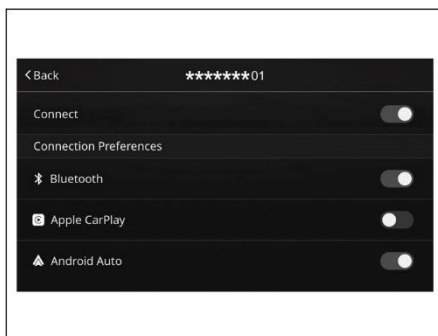 <Back
*******01
Connect
Connection Preferences
Bluetooth
Apple CarPlay
Android Auto